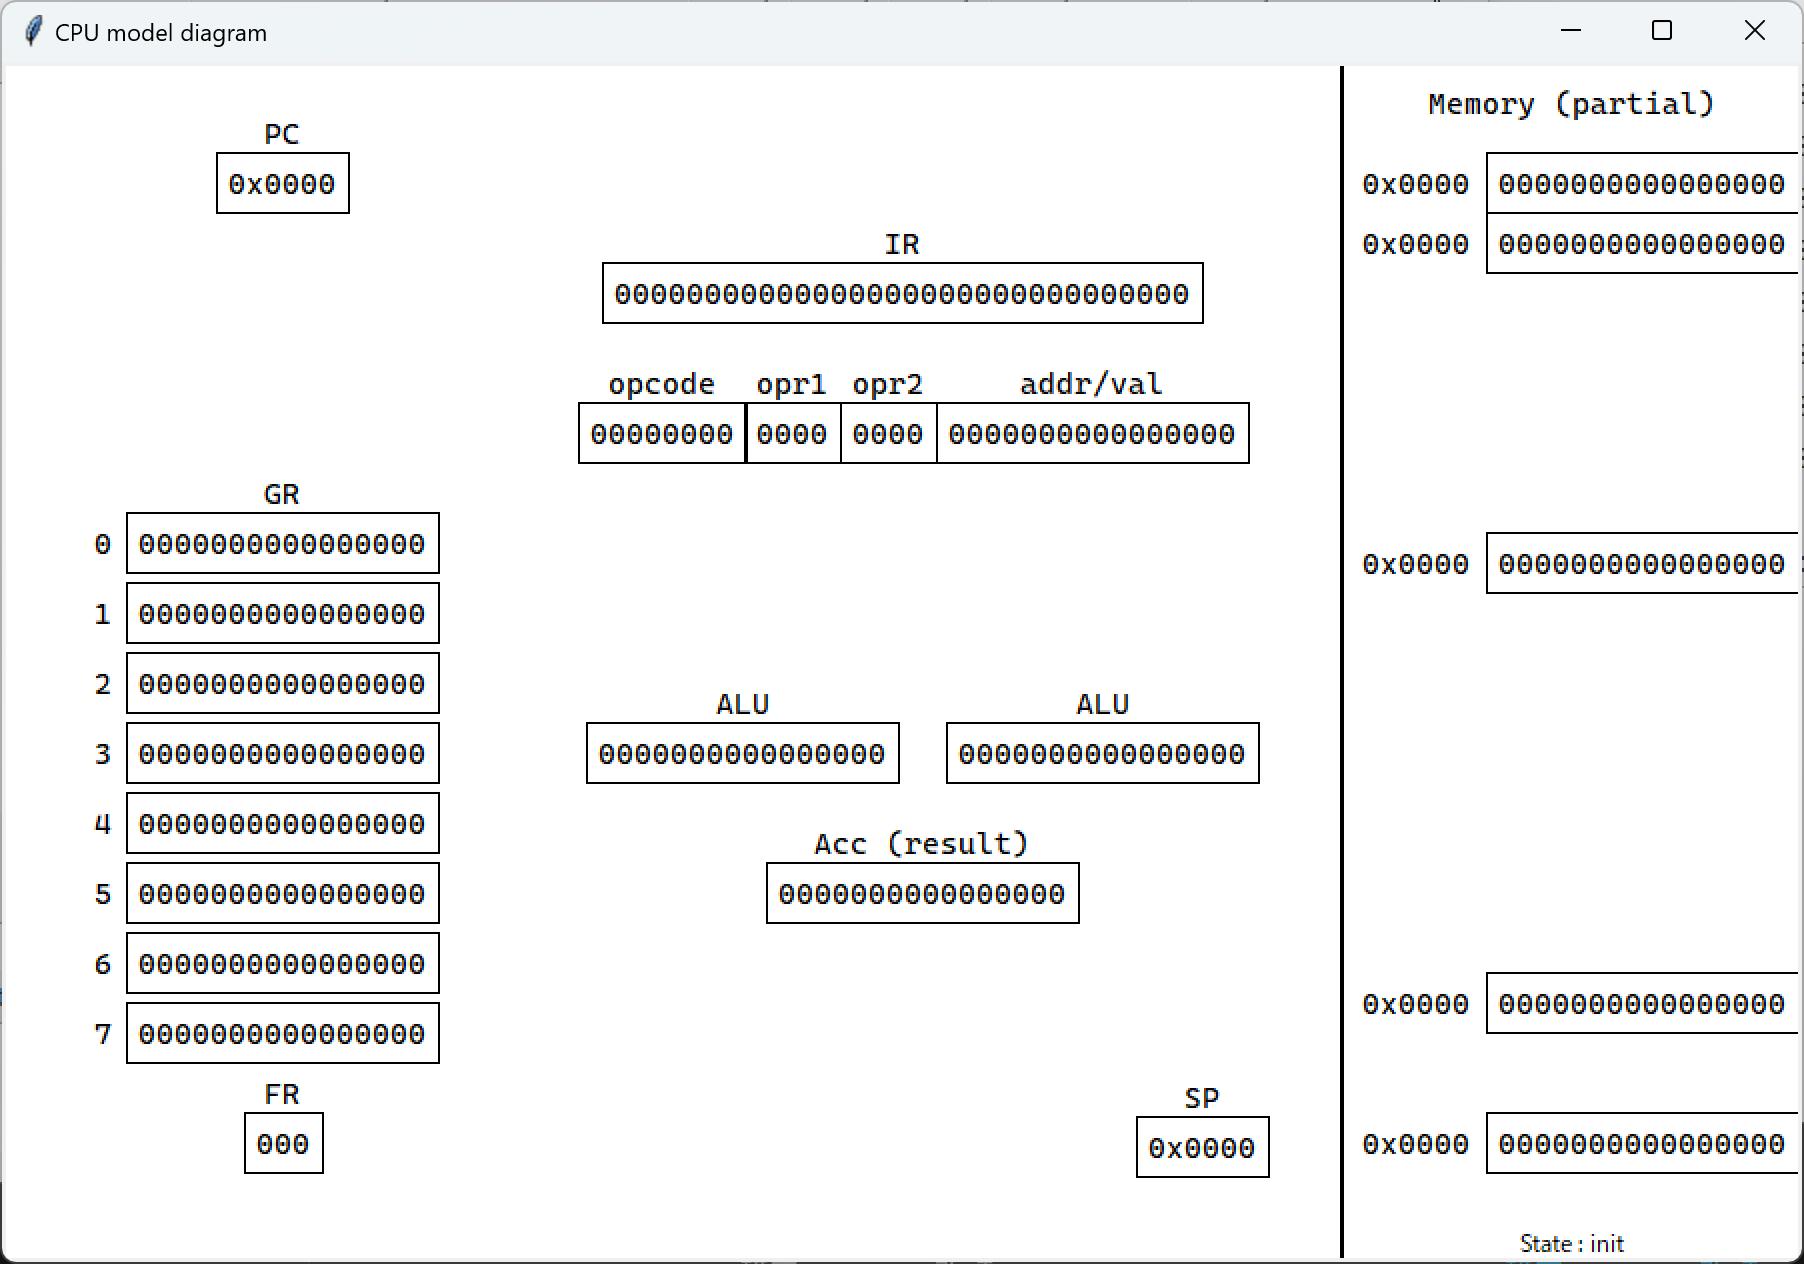 CPU model diagram
Memory (partial)
PC
0x0000
0x0000 0000000000000000
0x0000 0000000000000000
IR
00000000000000000000000000000000
opcode opr1 opr2 addr/val
00000000 0000 0000 0000000000000000
GR
0 0000000000000000
0x0000 0000000000000000
1 0000000000000000
2 0000000000000000
ALU ALU
3 0000000000000000
0000000000000000 0000000000000000
4 0000000000000000
Acc (result)
5 0000000000000000
0000000000000000
6 0000000000000000
0x0000 0000000000000000
7 0000000000000000
FR
000
SP
0x0000
0x0000 0000000000000000
State : init